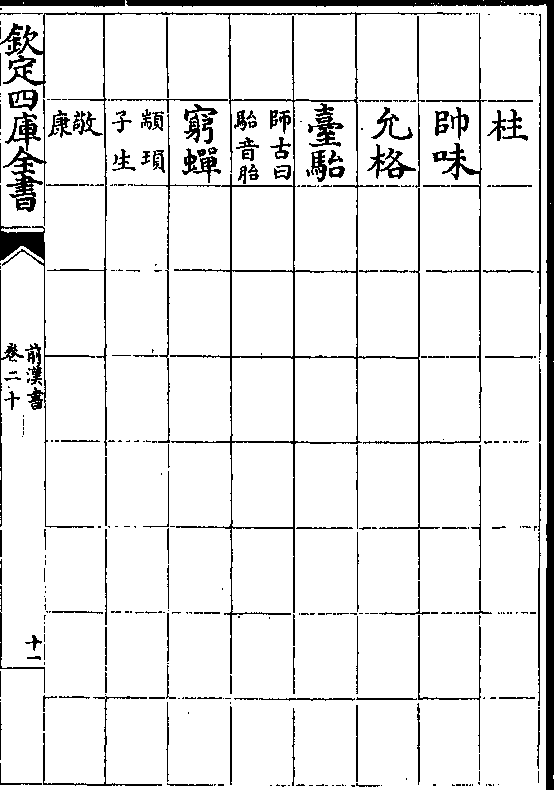 柱
帥味
允格
臺駘
師古曰
駘音胎
窮蟬
顓頊
子生
敬
康
欽定四庫全書
前漢書
卷二十
十一